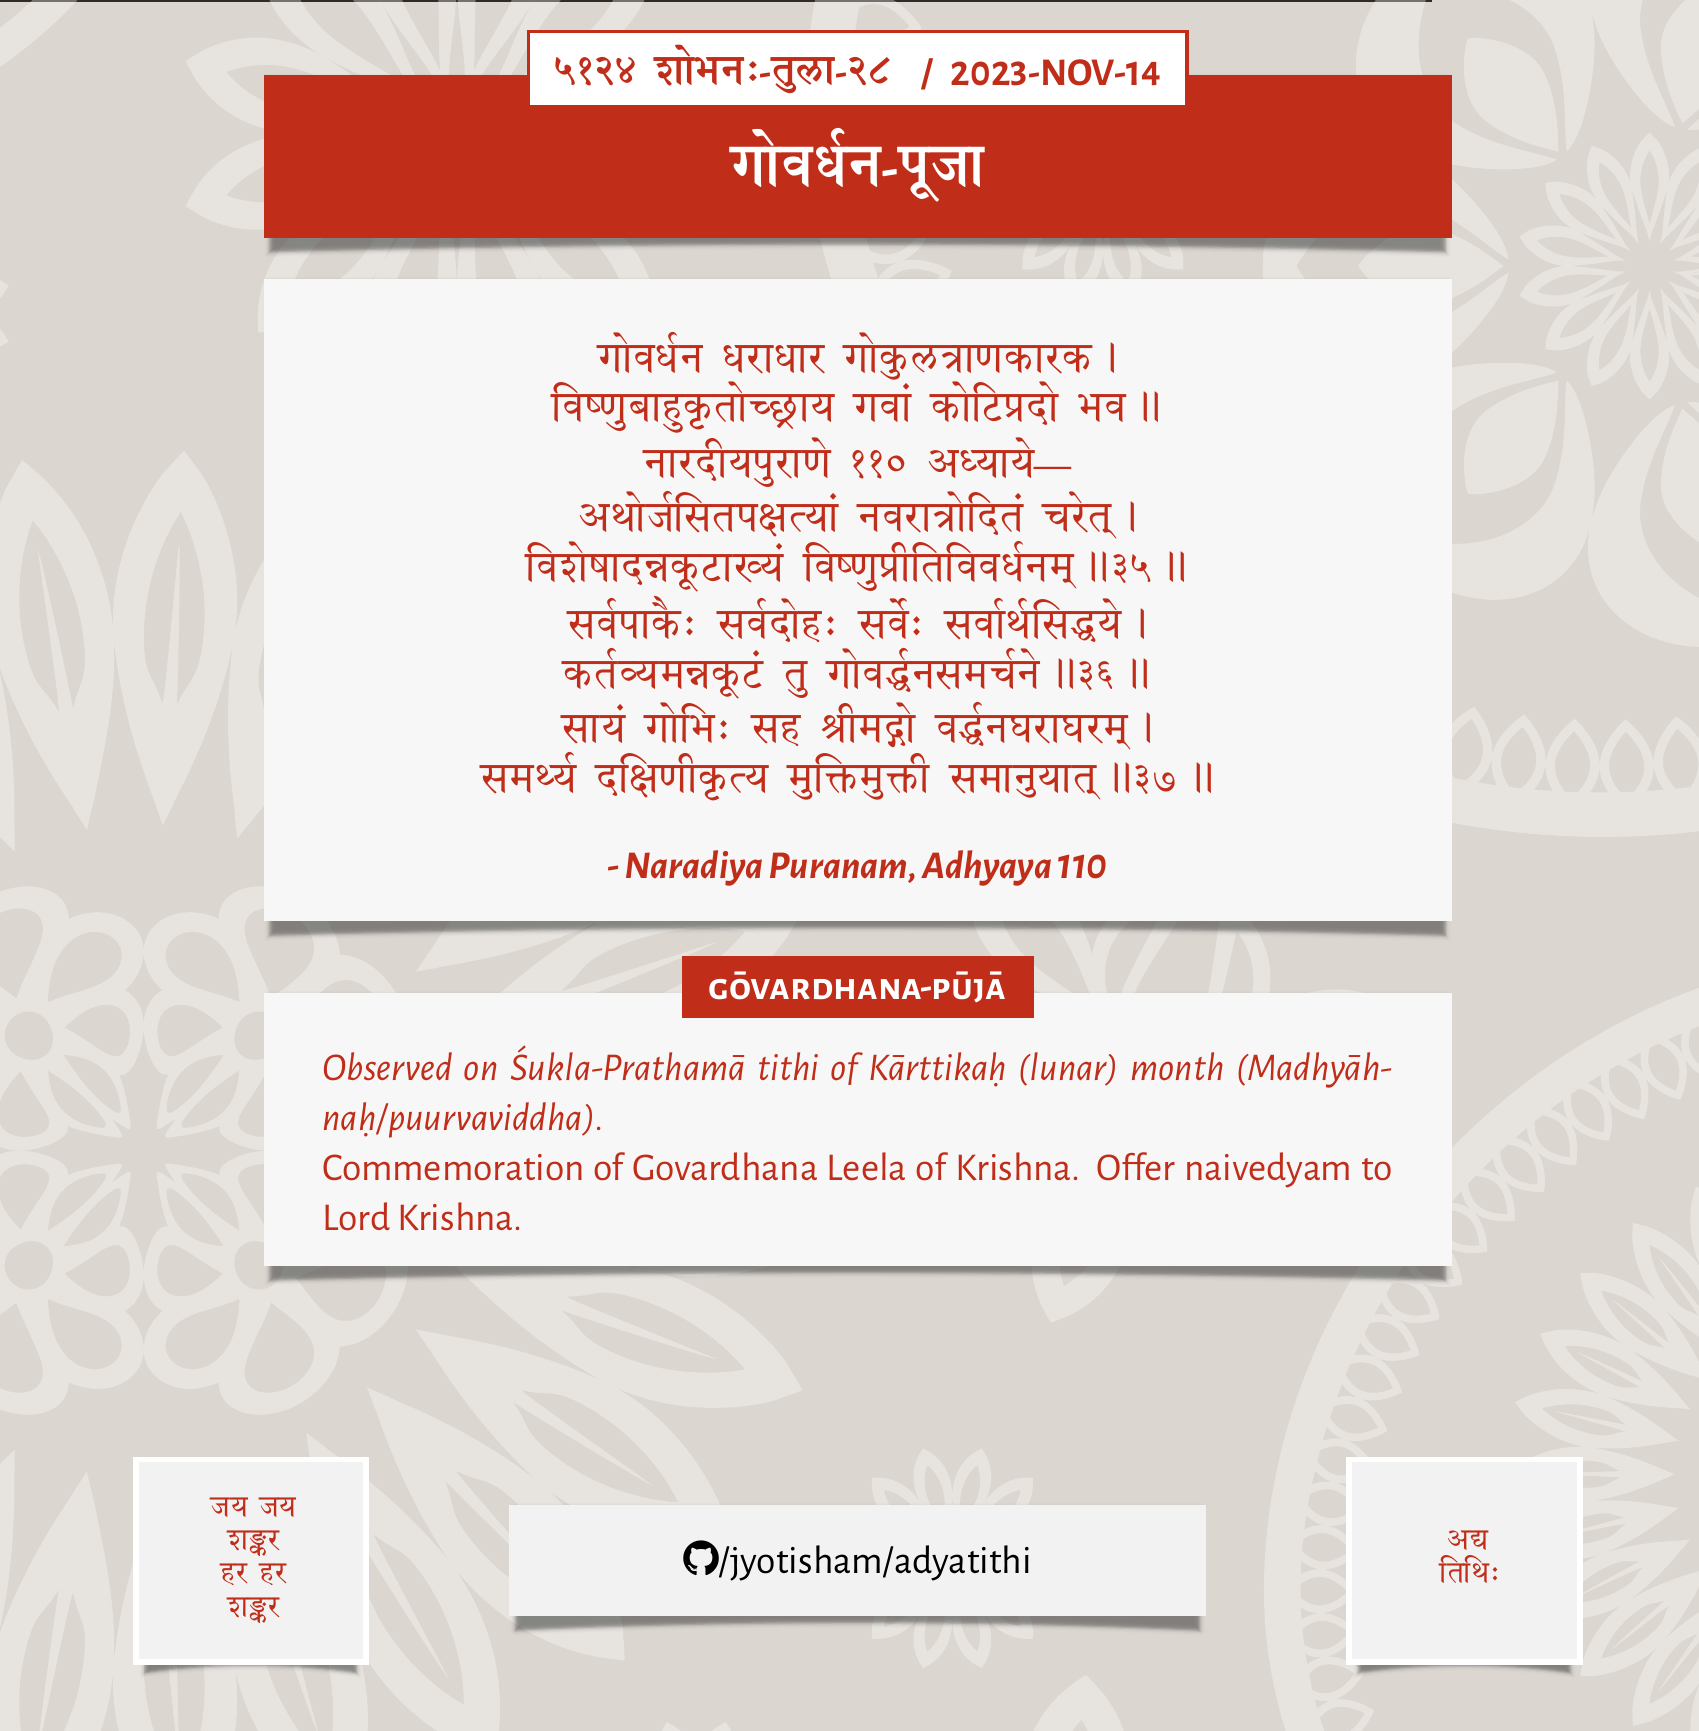 ५१२४ शोभनः-तुला-२८ / 2023-NOV-14
गोवर्धन-पूजा
गोवर्धन धराधार गोकुलत्राणकारक ।
विष्णुबाहुकृतोच्छ्राय गवां कोटिप्रदो भव ॥
नारदीयपुराणे ११० अध्याये—
अथोर्जसितपक्षत्यां नवरात्रोदितं चरेत् ।
विशेषादन्नकूटाख्यं विष्णुप्रीतिविवर्धनम् ॥३५ ॥
सर्वपाकैः सर्वदोहः सर्वेः सर्वार्थसिद्धये ।
कर्तव्यमन्नकूटं तु गोवर्द्धनसमर्चने ॥३६ ॥
सायं गोभिः सह श्रीमद्गो वर्द्धनघराघरम् ।
समर्थ्य दक्षिणीकृत्य मुक्तिमुक्ती समानुयात् ॥३७ ॥
- Naradiya Puranam, Adhyaya 110
GŌVARDHANA-PŪJĀ
Observed on Śukla-Prathamā tithi of Kārttikaḥ (lunar) month (Madhyāh-
naḥ/puurvaviddha).
Commemoration of Govardhana Leela of Krishna. Offer naivedyam to
Lord Krishna.
जय जय
शङ्कर
हर हर
शङ्कर
/jyotisham/adyatithi
अद्य
तिथिः